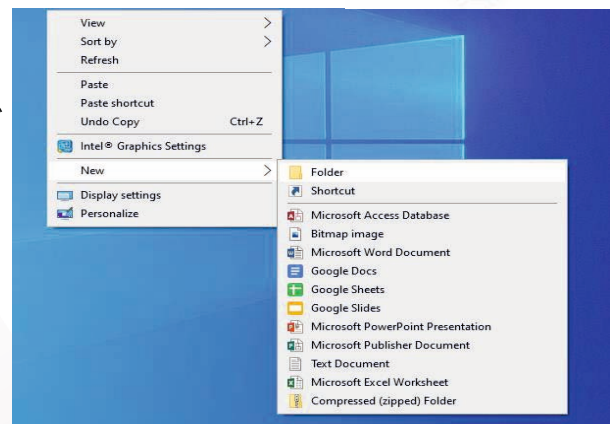 View
Sort by
Refresh
Paste
Paste shortcut
Undo Copy Ctrl+Z
Intel® Graphics Settings
New
Display settings
Personalize
Folder
Shortcut
Microsoft Access Database
Bitmap image
Microsoft Word Document
Google Docs
Google Sheets
Google Slides
Microsoft PowerPoint Presentation
Microsoft Publisher Document
Text Document
Microsoft Excel Worksheet
Compressed (zipped) Folder